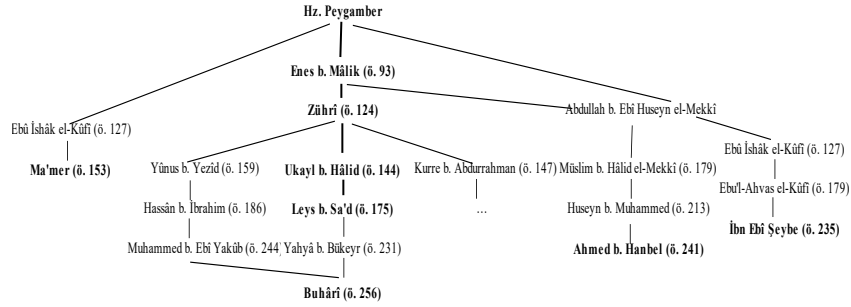 Hz. Peygamber
Enes b. Mâlik (ö. 93)
Zührî (ö. 124)
Abdullah b. Ebî Huseyn el-Mekkî
Ebû İshâk el-Kûfî (ö. 127)
Ebû İshâk el-Kûfî (ö. 127)
Ma'mer (ö. 153)
Yûnus b. Yezîd (ö. 159)
Ukayl b. Hâlid (ö. 144)
Kurre b. Abdurrahman (ö. 147)
Müslim b. Hâlid el-Mekkî (ö. 179)
Ebu'l-Ahvas el-Kûfî (ö. 179)
Hassân b. İbrahim (ö. 186)
Leys b. Sa'd (ö. 175)
...
Huseyn b. Muhammed (ö. 213)
İbn Ebî Şeybe (ö. 235)
Muhammed b. Ebî Yakûb (ö. 244)
Yahyâ b. Bükeyr (ö. 231)
Ahmed b. Hanbel (ö. 241)
Buhârî (ö. 256)